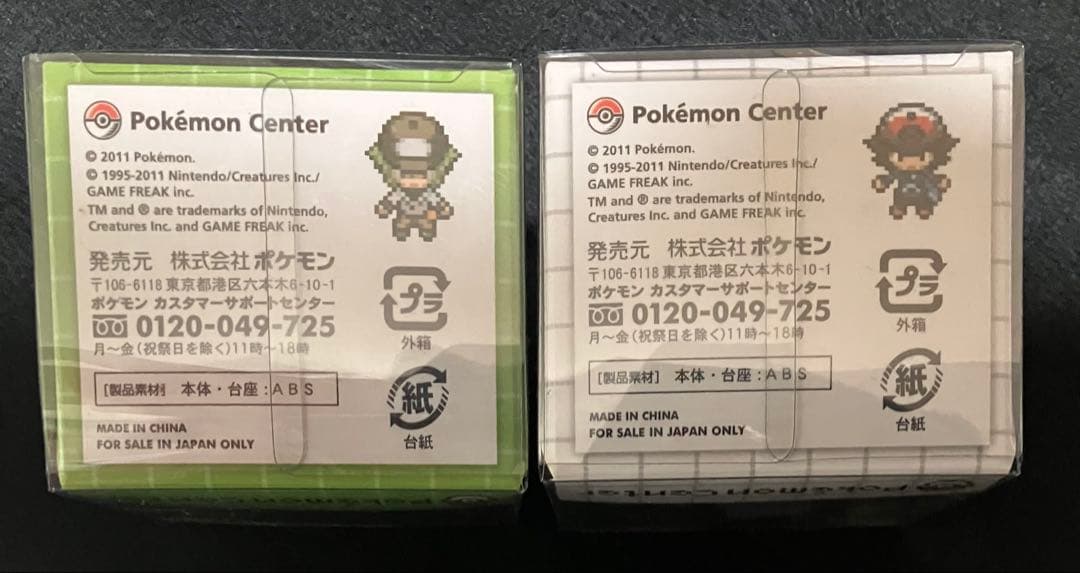 Pokémon Center
© 2011 Pokémon.
© 1995-2011 Nintendo/Creatures Inc./
GAME FREAK inc.
TM and ® are trademarks of Nintendo,
Creatures Inc. and GAME FREAK inc.
発売元 株式会社ポケモン
〒106-6118 東京都港区六本木6-10-1
ポケモン カスタマーサポートセンター
0120-049-725
月~金(祝祭日を除く)11時~18時
[製品素材] 本体・台座:ABS
MADE IN CHINA
FOR SALE IN JAPAN ONLY
プラ
外箱
紙
台紙
pokémon center
Pokémon Center
© 2011 Pokémon.
© 1995-2011 Nintendo/Creatures Inc./
GAME FREAK inc.
TM and ® are trademarks of Nintendo,
Creatures Inc. and GAME FREAK inc.
発売元 株式会社ポケモン
〒106-6118 東京都港区六本木6-10-1
ポケモン カスタマーサポートセンター
0120-049-725
月~金(祝祭日を除く)11時~18時
[製品素材] 本体・台座:ABS
MADE IN CHINA
FOR SALE IN JAPAN ONLY
プラ
外箱
紙
台紙
pokémon center